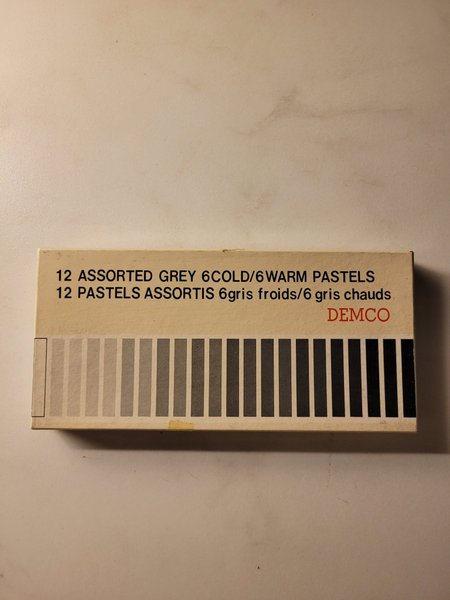 12 ASSORTED GREY 6COLD/6WARM PASTELS
12 PASTELS ASSORTIS 6gris froids/6 gris chauds
DEMCO